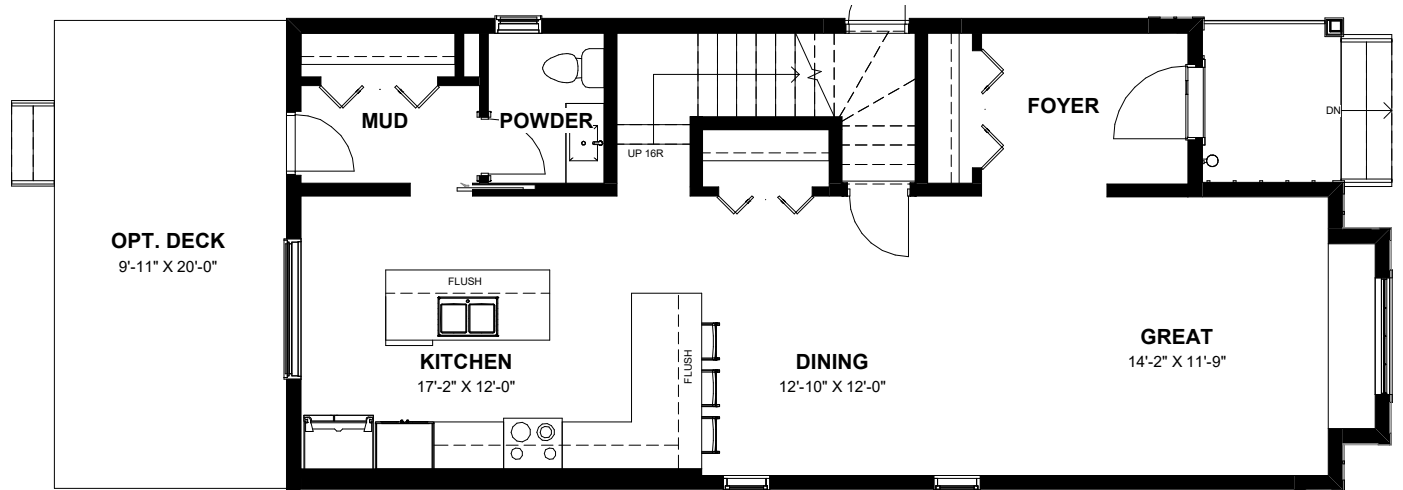 MUD
POWDER
FOYER
DN
UP 16R
OPT. DECK
9'-11" X 20'-0"
FLUSH
KITCHEN
17'-2" X 12'-0"
FLUSH
DINING
12'-10" X 12'-0"
GREAT
14'-2" X 11'-9"